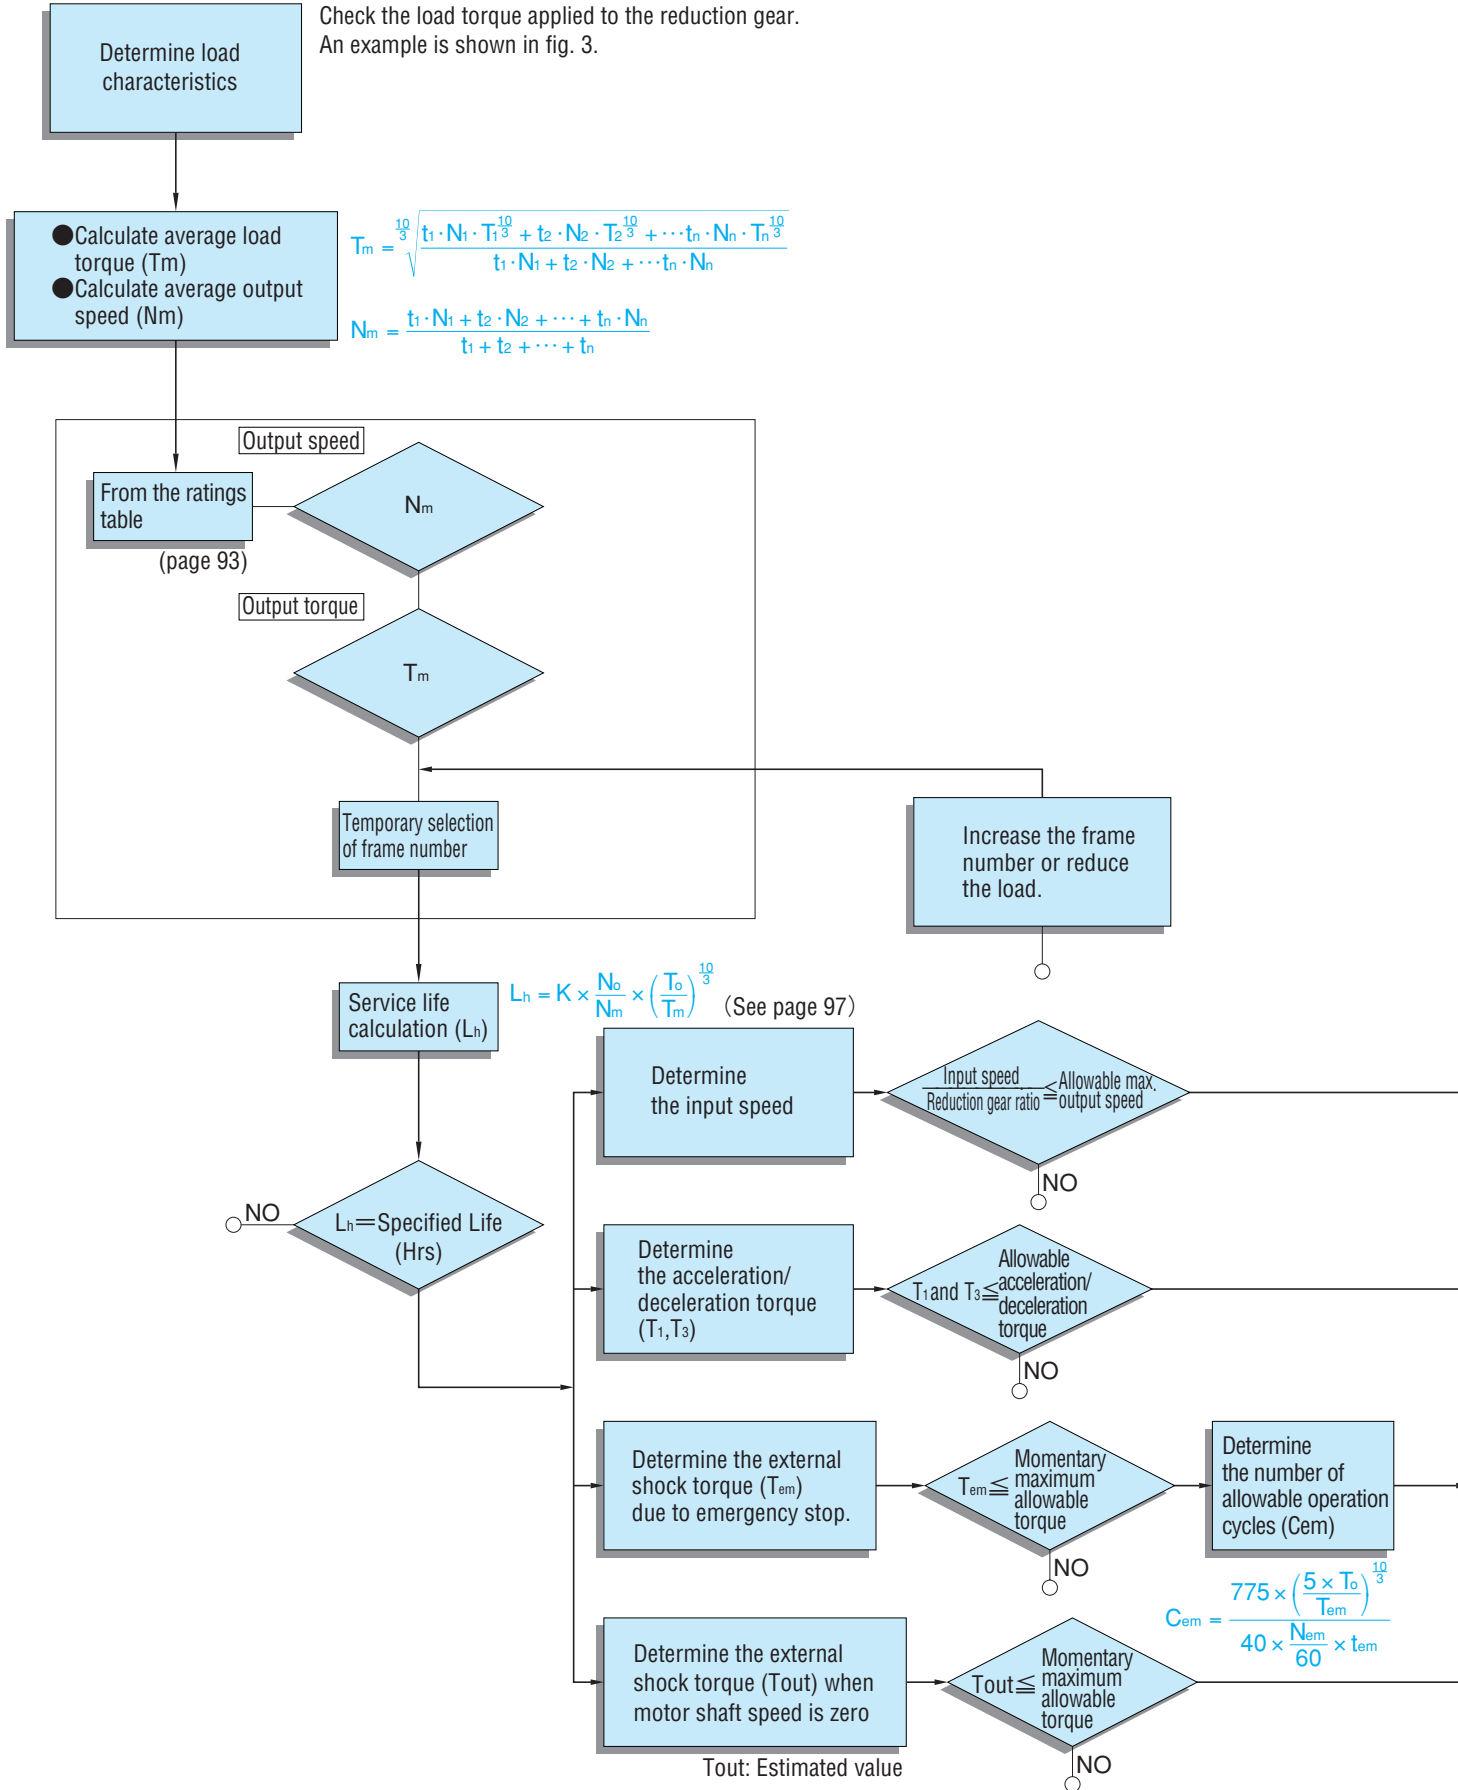 Check the load torque applied to the reduction gear.
An example is shown in fig. 3.
Determine load
characteristics
●Calculate average load
torque (Tm)
●Calculate average output
speed (Nm)
Tm = \sqrt[10/3]{(t1·N1·T1^{10/3} + t2·N2·T2^{10/3} + ···tn·Nn·Tn^{10/3}) / (t1·N1 + t2·N2 + ···tn·Nn)}
Nm = (t1·N1 + t2·N2 + ··· + tn·Nn) / (t1 + t2 + ··· + tn)
Output speed
From the ratings
table
(page 93)
Nm
Output torque
Tm
Temporary selection
of frame number
Increase the frame
number or reduce
the load.
Service life
calculation (Lh)
Lh = K × No/Nm × (To/Tm)^{10/3} (See page 97)
Lh=Specified Life
(Hrs)
NO
Determine
the input speed
Input speed / Reduction gear ratio ≦ Allowable max.
output speed
NO
Determine
the acceleration/
deceleration torque
(T1,T3)
T1 and T3 ≦ Allowable
acceleration/
deceleration
torque
NO
Determine the external
shock torque (Tem)
due to emergency stop.
Tem ≦ Momentary
maximum
allowable
torque
NO
Determine
the number of
allowable operation
cycles (Cem)
Cem = (775 × (5 × To / Tem)^{10/3}) / (40 × Nem/60 × tem)
Determine the external
shock torque (Tout) when
motor shaft speed is zero
Tout ≦ Momentary
maximum
allowable
torque
NO
Tout: Estimated value